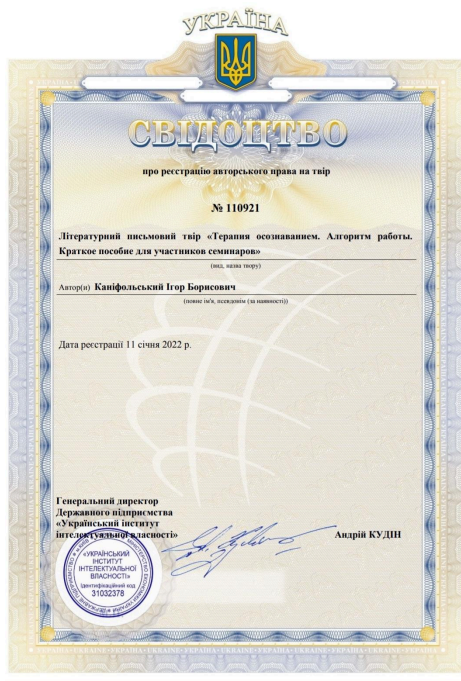 УКРАЇНА
СВІДОЦТВО
про реєстрацію авторського права на твір
№ 110921
Літературний письмовий твір «Терапия осознаванием. Алгоритм работы.
Краткое пособие для участников семинаров»
(вид, назва твору)
Автор(и) Каніфольський Ігор Борисович
(повне ім'я, псевдонім (за наявності))
Дата реєстрації 11 січня 2022 р.
Генеральний директор
Державного підприємства
«Український інститут
інтелектуальної власності»
Андрій КУДІН
«УКРАЇНСЬКИЙ
ІНСТИТУТ
ІНТЕЛЕКТУАЛЬНОЇ
ВЛАСНОСТІ»
Ідентифікаційний код
31032378